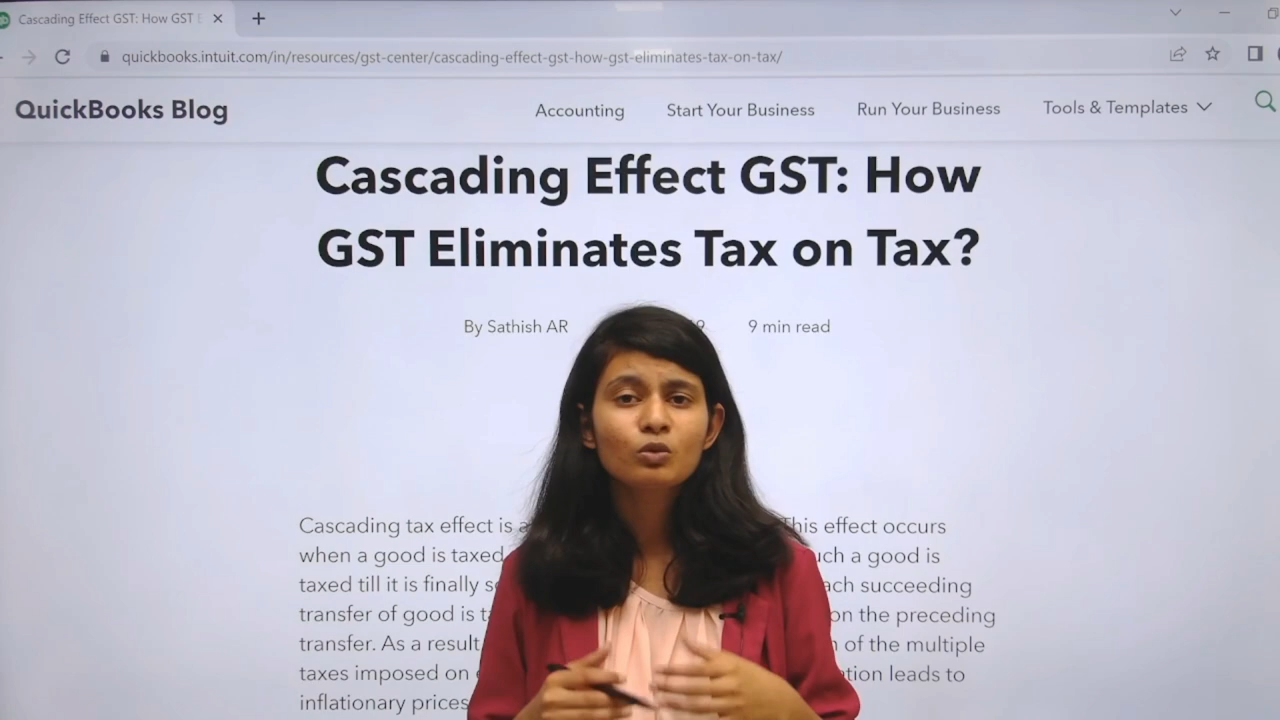 Cascading Effect GST: How GST E
quickbooks.intuit.com/in/resources/gst-center/cascading-effect-gst-how-gst-eliminates-tax-on-tax/
QuickBooks Blog
Accounting
Start Your Business
Run Your Business
Tools & Templates
Cascading Effect GST: How
GST Eliminates Tax on Tax?
By Sathish AR
9 min read
Cascading tax effect is a This effect occurs
when a good is taxed such a good is
taxed till it is finally each succeeding
transfer of good is on the preceding
transfer. As a result of the multiple
taxes imposed on leads to
inflationary prices